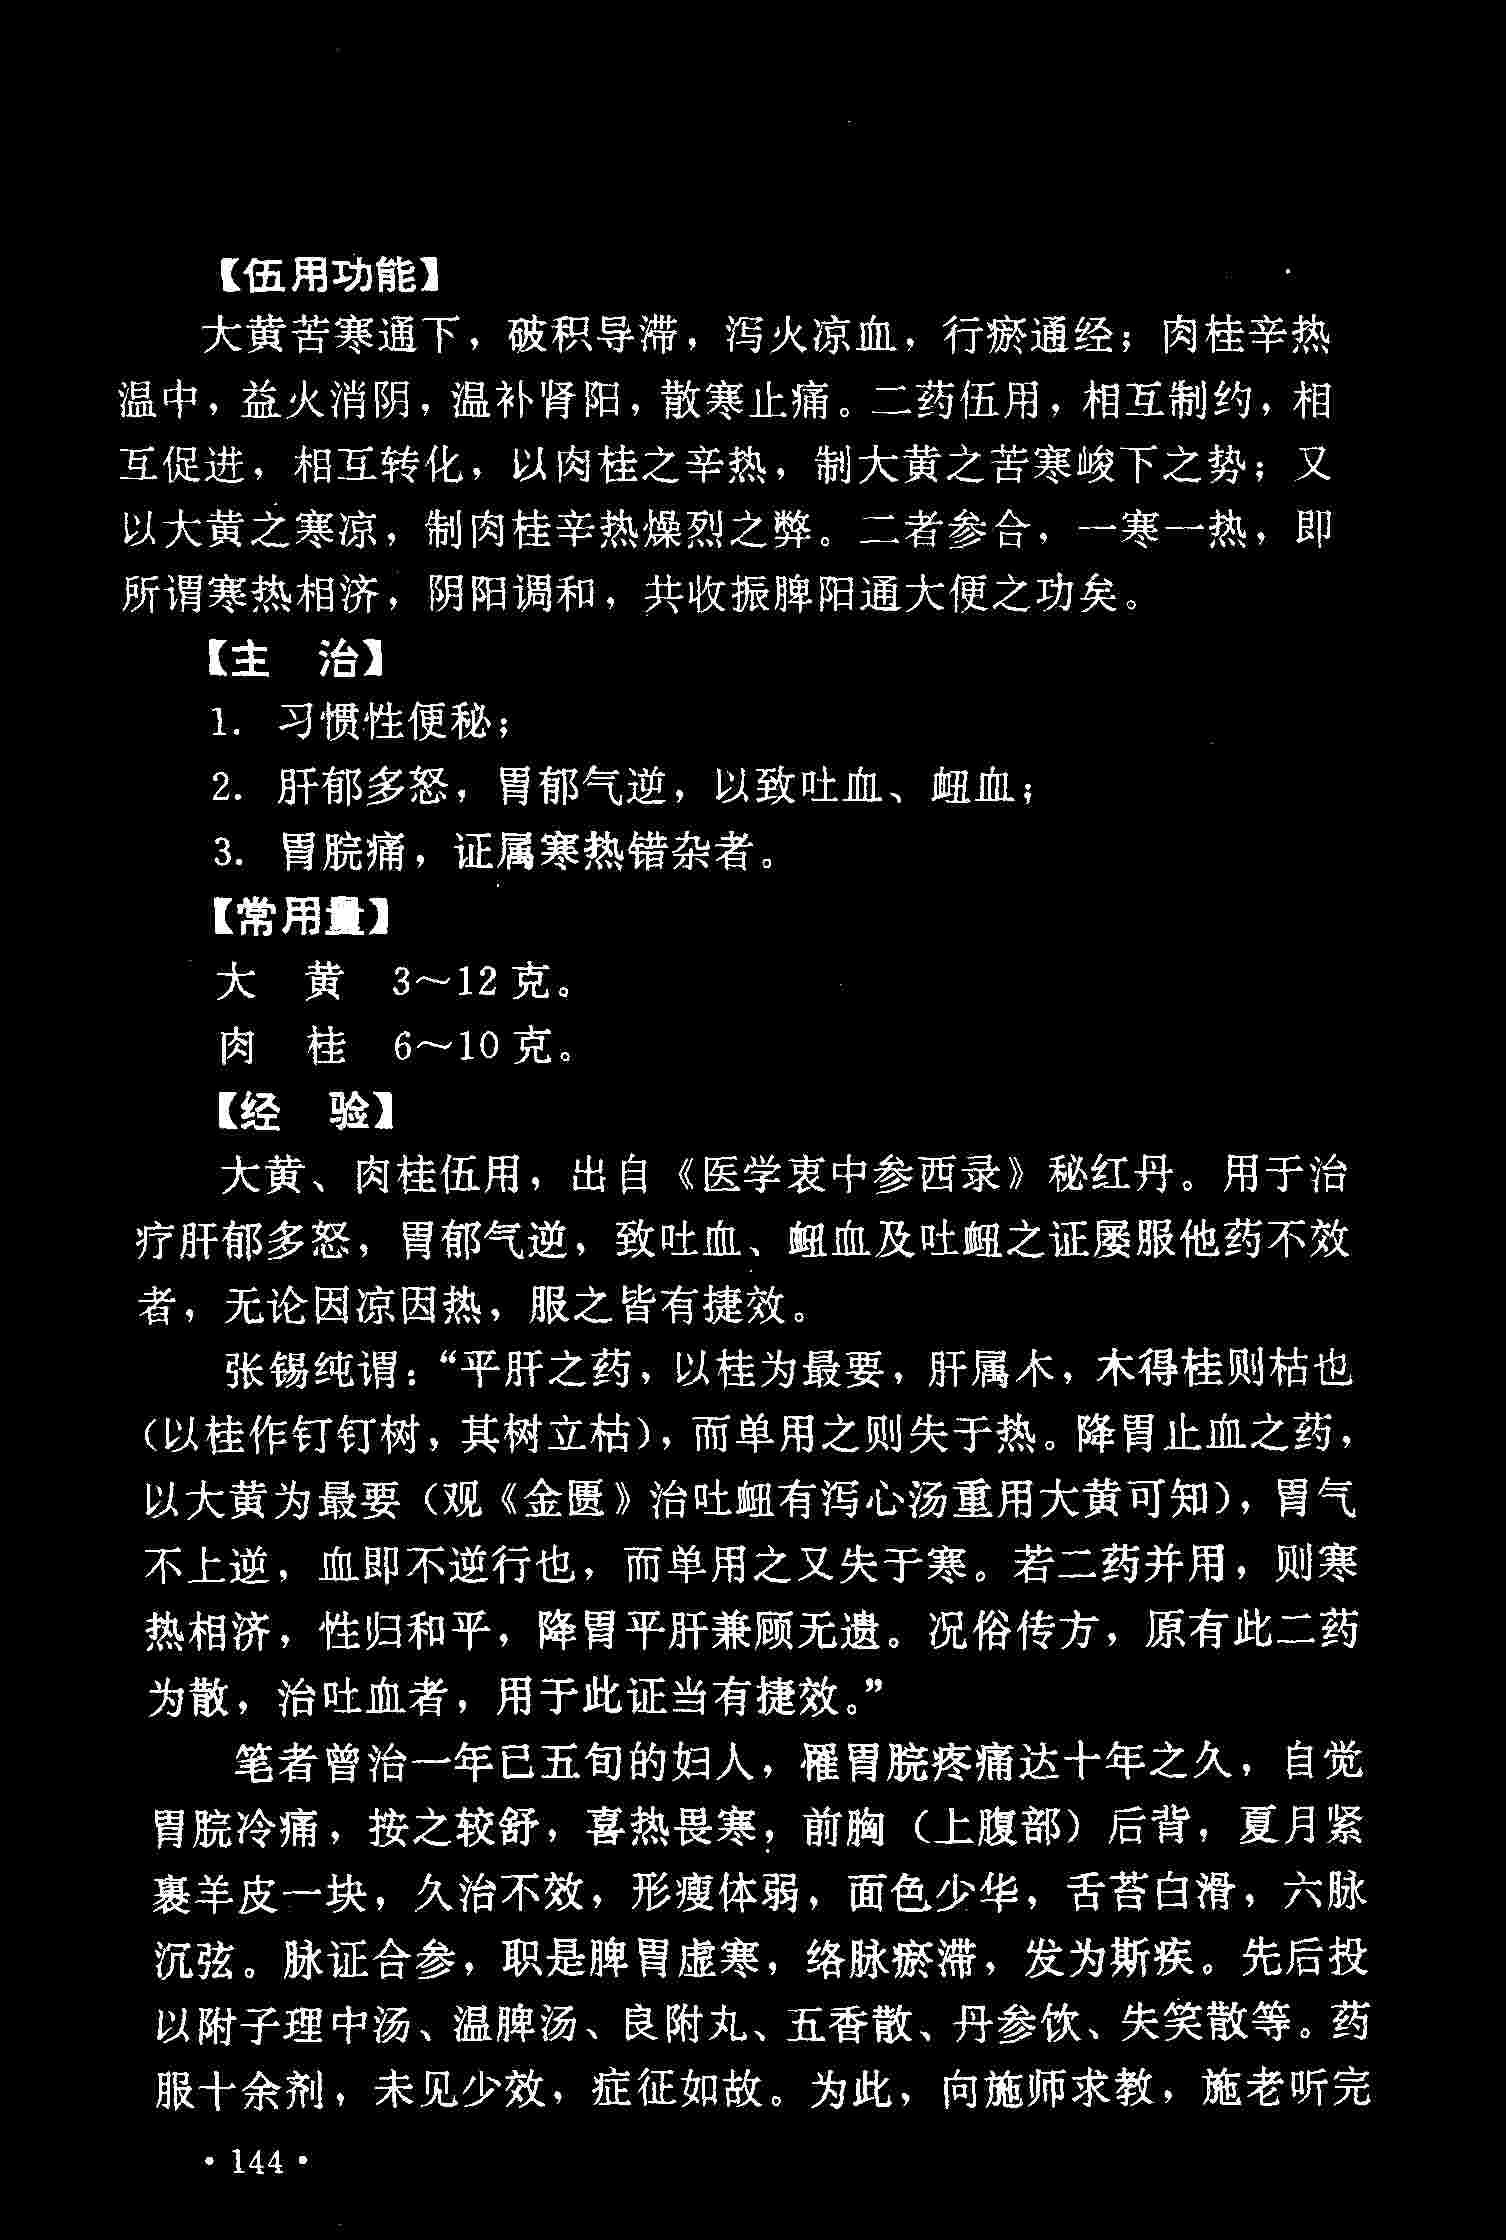 【伍用功能】
大黄苦寒通下，破积导滞，泻火凉血，行瘀通经；肉桂辛热
温中，益火消阴，温补肾阳，散寒止痛。二药伍用，相互制约，相
互促进，相互转化，以肉桂之辛热，制大黄之苦寒峻下之势；又
以大黄之寒凉，制肉桂辛热燥烈之弊。二者参合，一寒一热，即
所谓寒热相济，阴阳调和，共收振脾阳通大便之功矣。
【主　治】
1. 习惯性便秘；
2. 肝郁多怒，胃郁气逆，以致吐血、衄血；
3. 胃脘痛，证属寒热错杂者。
【常用量】
大　黄　3～12 克。
肉　桂　6～10 克。
【经　验】
大黄、肉桂伍用，出自《医学衷中参西录》秘红丹。用于治
疗肝郁多怒，胃郁气逆，致吐血、衄血及吐衄之证屡服他药不效
者，无论因凉因热，服之皆有捷效。
张锡纯谓：“平肝之药，以桂为最要，肝属木，木得桂则枯也
（以桂作钉钉树，其树立枯），而单用之则失于热。降胃止血之药，
以大黄为最要（观《金匮》治吐衄有泻心汤重用大黄可知），胃气
不上逆，血即不逆行也，而单用之又失于寒。若二药并用，则寒
热相济，性归和平，降胃平肝兼顾无遗。况俗传方，原有此二药
为散，治吐血者，用于此证当有捷效。”
笔者曾治一年已五旬的妇人，罹胃脘疼痛达十年之久，自觉
胃脘冷痛，按之较舒，喜热畏寒，前胸（上腹部）后背，夏月紧
裹羊皮一块，久治不效，形瘦体弱，面色少华，舌苔白滑，六脉
沉弦。脉证合参，职是脾胃虚寒，络脉瘀滞，发为斯疾。先后投
以附子理中汤、温脾汤、良附丸、五香散、丹参饮、失笑散等。药
服十余剂，未见少效，症征如故。为此，向施师求教，施老听完
·144·